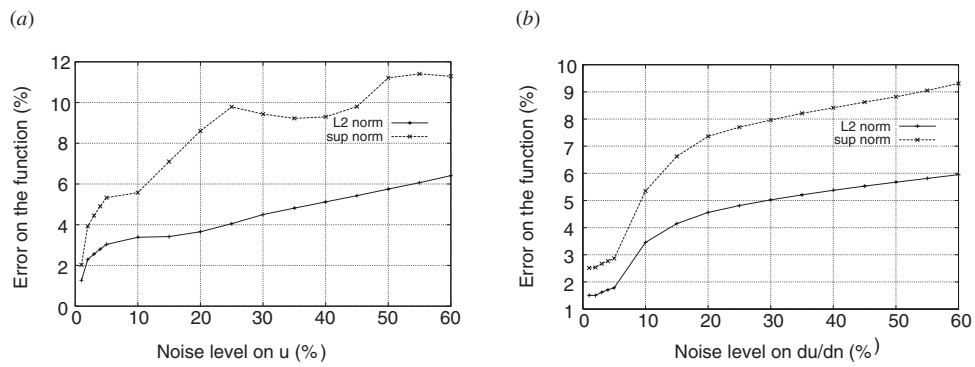 (a)
12
10
8
6
4
2
0
0 10 20 30 40 50 60
Error on the function (%)
Noise level on u (%)
L2 norm
sup norm
(b)
10
9
8
7
6
5
4
3
2
1
0 10 20 30 40 50 60
Error on the function (%)
Noise level on du/dn (%)
L2 norm
sup norm